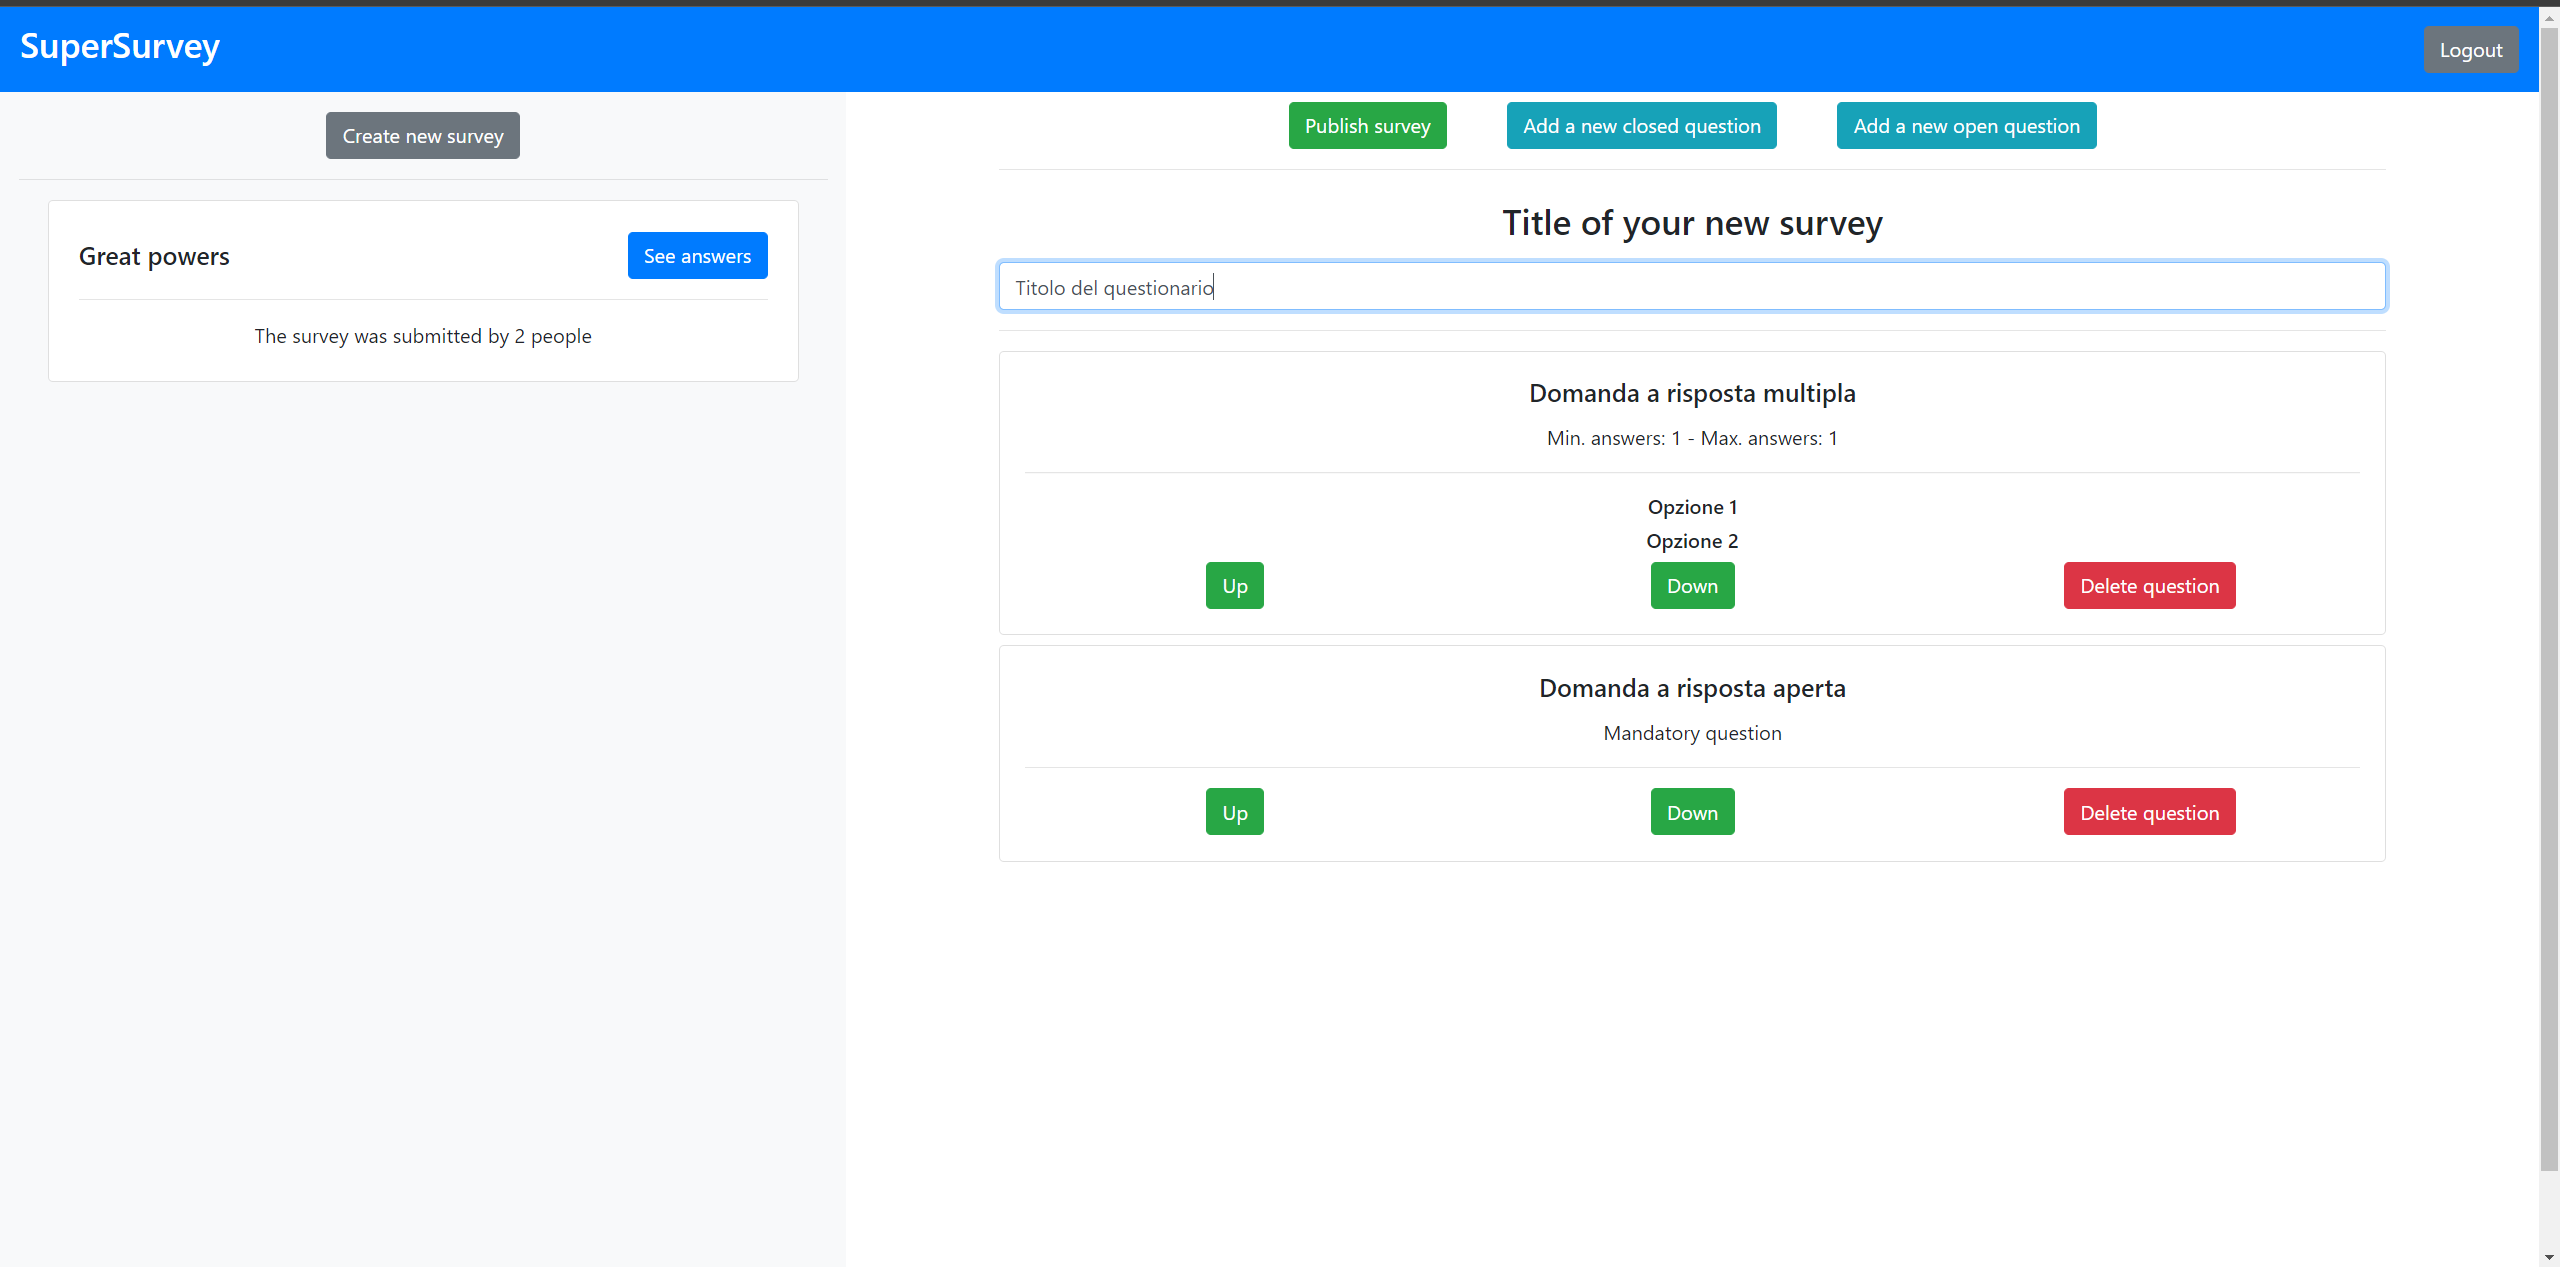 SuperSurvey
Logout
Create new survey
Great powers
See answers
The survey was submitted by 2 people
Publish survey
Add a new closed question
Add a new open question
Title of your new survey
Titolo del questionario
Domanda a risposta multipla
Min. answers: 1 - Max. answers: 1
Opzione 1
Opzione 2
Up
Down
Delete question
Domanda a risposta aperta
Mandatory question
Up
Down
Delete question